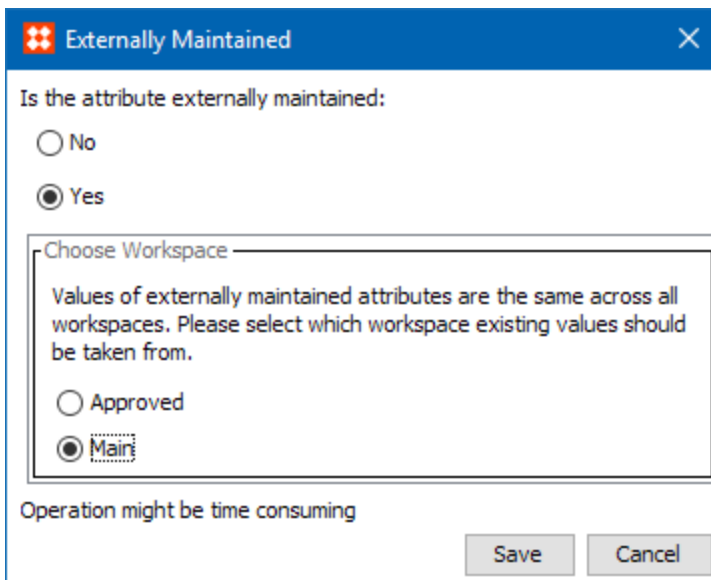 Externally Maintained
Is the attribute externally maintained:
No
Yes
Choose Workspace
Values of externally maintained attributes are the same across all
workspaces. Please select which workspace existing values should
be taken from.
Approved
Main
Operation might be time consuming
Save Cancel